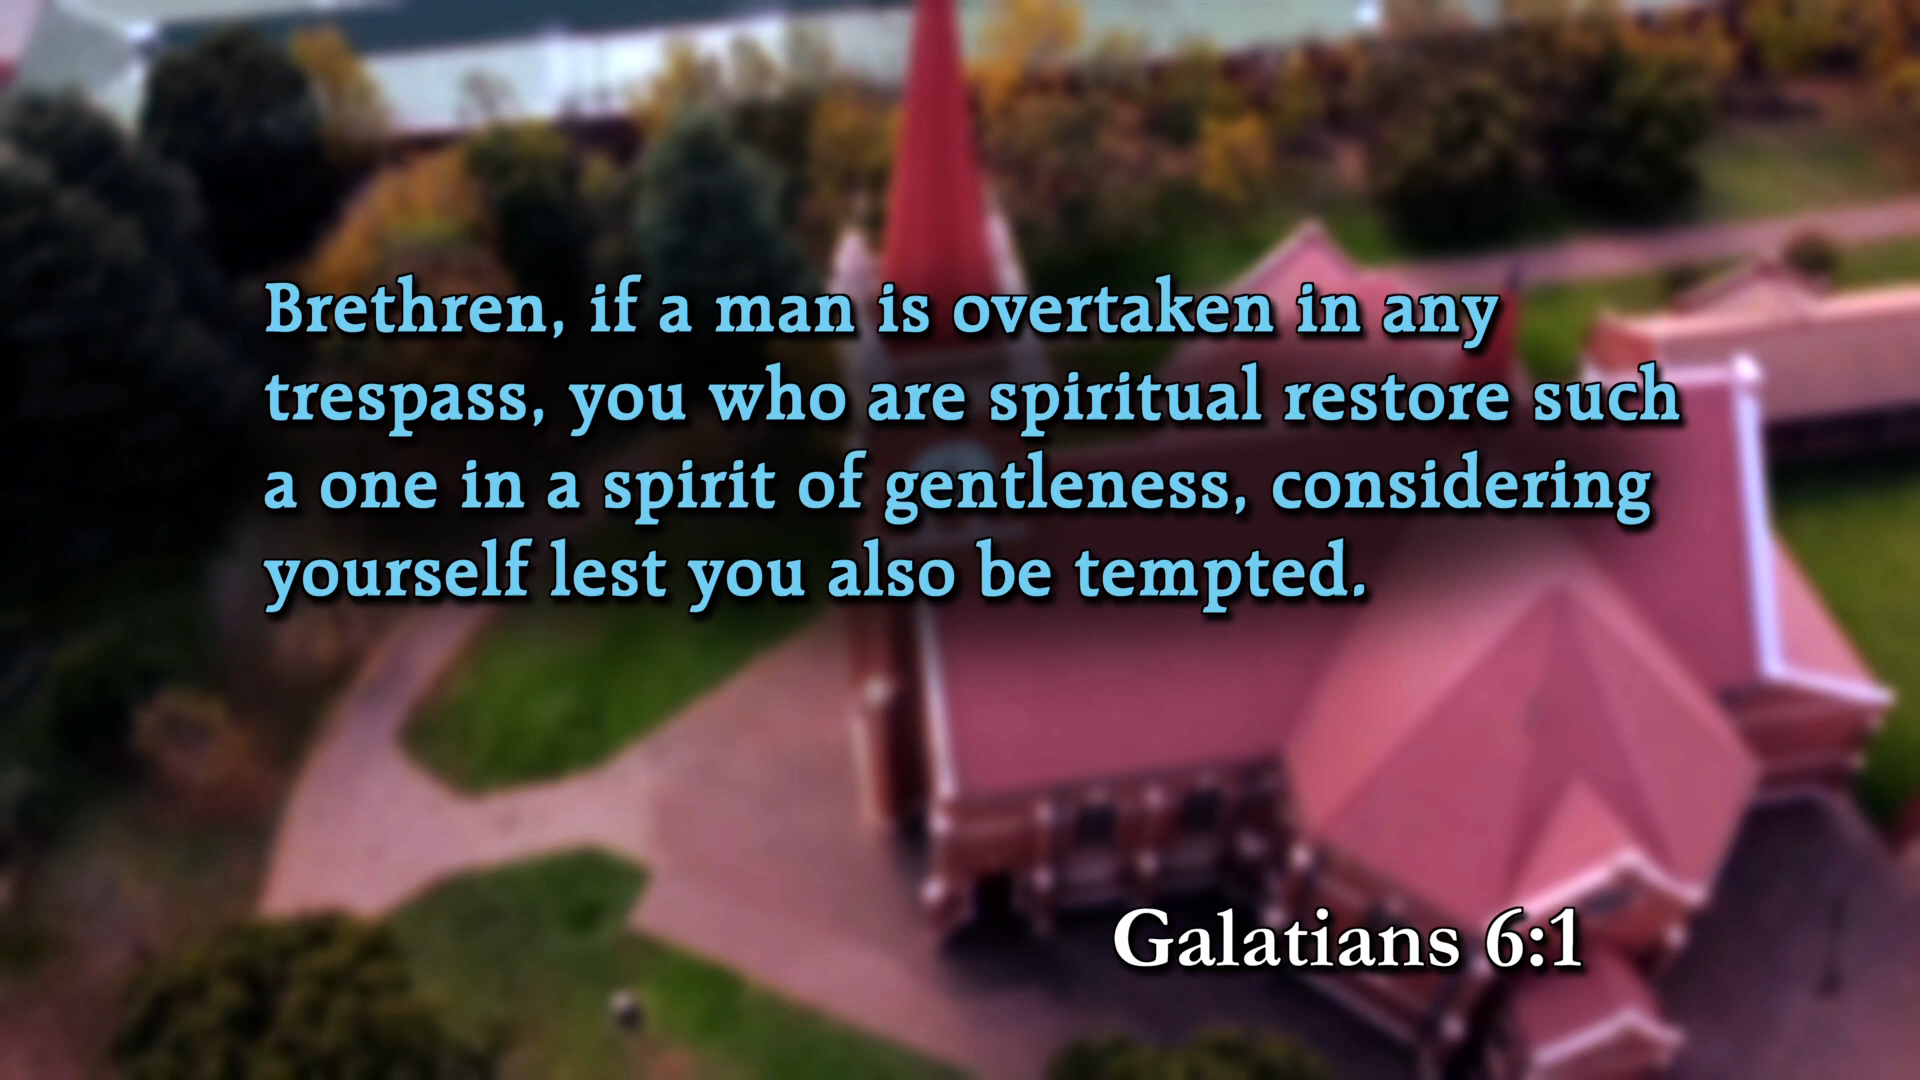 Brethren, if a man is overtaken in any
trespass, you who are spiritual restore such
a one in a spirit of gentleness, considering
yourself lest you also be tempted.
Galatians 6:1